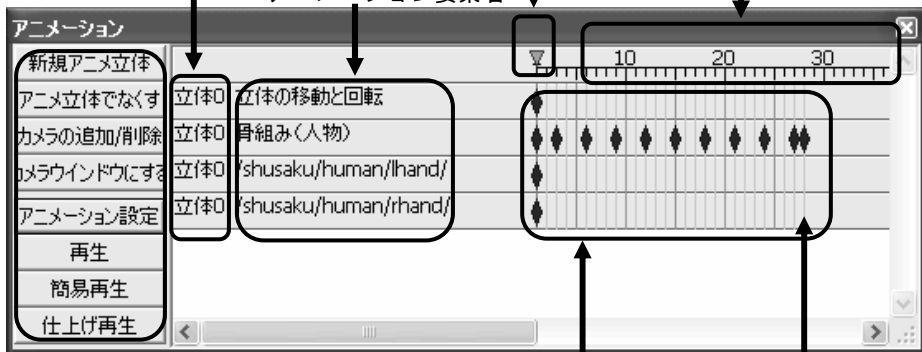 アニメーション
新規アニメ立体
10 20 30
アニメ立体でなくす 立体0 立体の移動と回転
カメラの追加/削除 立体0 骨組み(人物)
カメラウインドウにする 立体0 /shusaku/human/lhand/
アニメーション設定 立体0 /shusaku/human/rhand/
再生
簡易再生
仕上げ再生